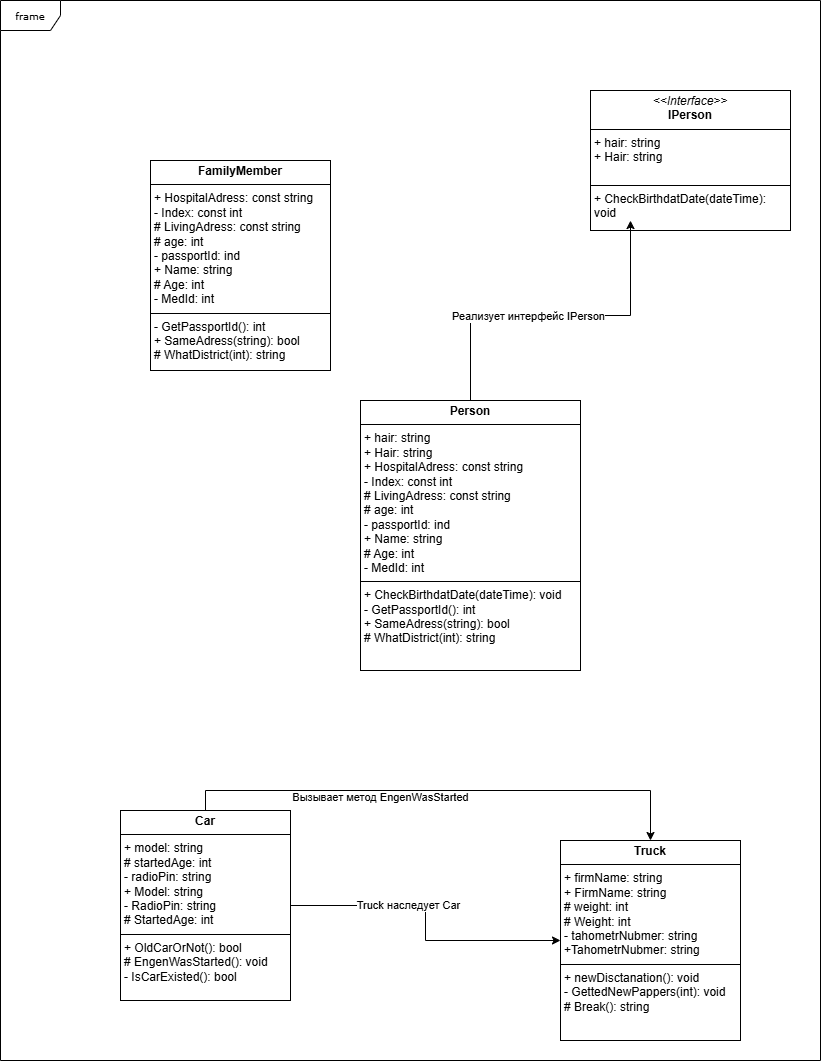 frame
<<Interface>>
IPerson
+ hair: string
+ Hair: string
+ CheckBirthdatDate(dateTime):
void
FamilyMember
+ HospitalAdress: const string
- Index: const int
# LivingAdress: const string
# age: int
- passportId: ind
+ Name: string
# Age: int
- MedId: int
- GetPassportId(): int
+ SameAdress(string): bool
# WhatDistrict(int): string
Реализует интерфейс IPerson
Person
+ hair: string
+ Hair: string
+ HospitalAdress: const string
- Index: const int
# LivingAdress: const string
# age: int
- passportId: ind
+ Name: string
# Age: int
- MedId: int
+ CheckBirthdatDate(dateTime): void
- GetPassportId(): int
+ SameAdress(string): bool
# WhatDistrict(int): string
Вызывает метод EngenWasStarted
Car
+ model: string
# startedAge: int
- radioPin: string
+ Model: string
- RadioPin: string
# StartedAge: int
+ OldCarOrNot(): bool
# EngenWasStarted(): void
- IsCarExisted(): bool
Truck наследует Car
Truck
+ firmName: string
+ FirmName: string
# weight: int
# Weight: int
- tahometrNubmer: string
+TahometrNubmer: string
+ newDisctanation(): void
- GettedNewPappers(int): void
# Break(): string